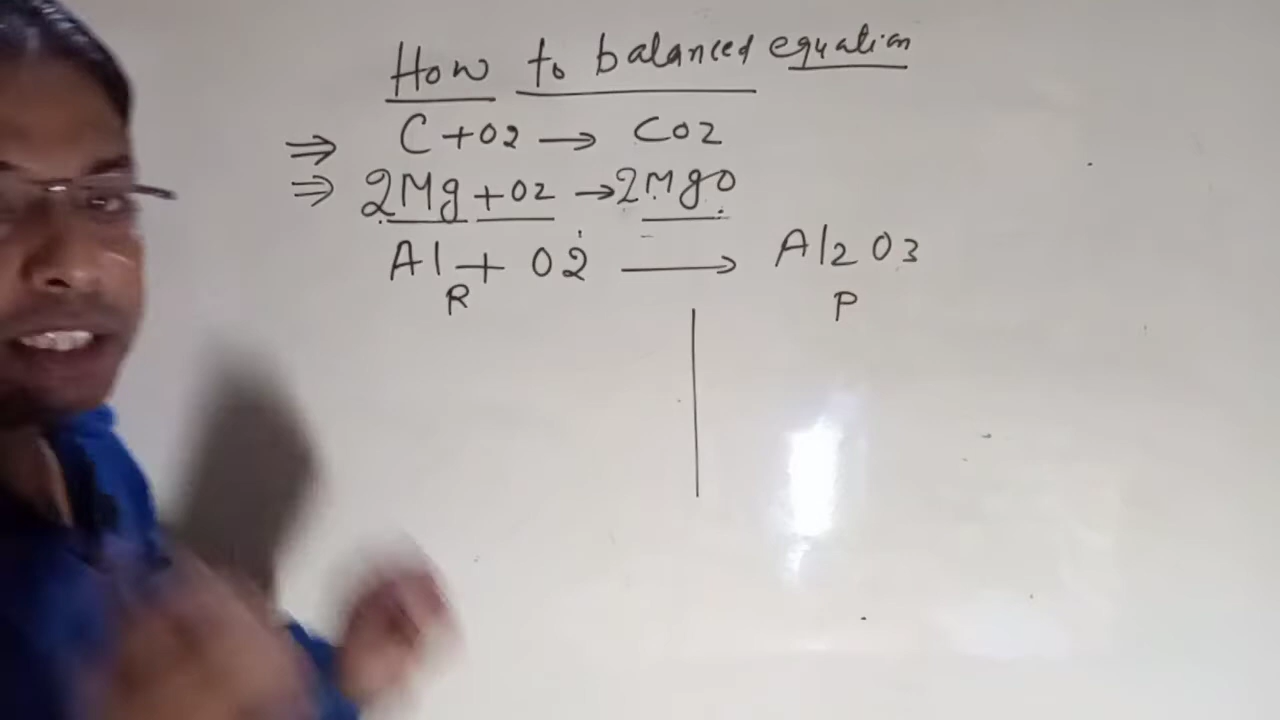 How to balanced equation
⇒ C + O2 → CO2
⇒ 2Mg + O2 → 2MgO
Al + O2 → Al2O3
R P